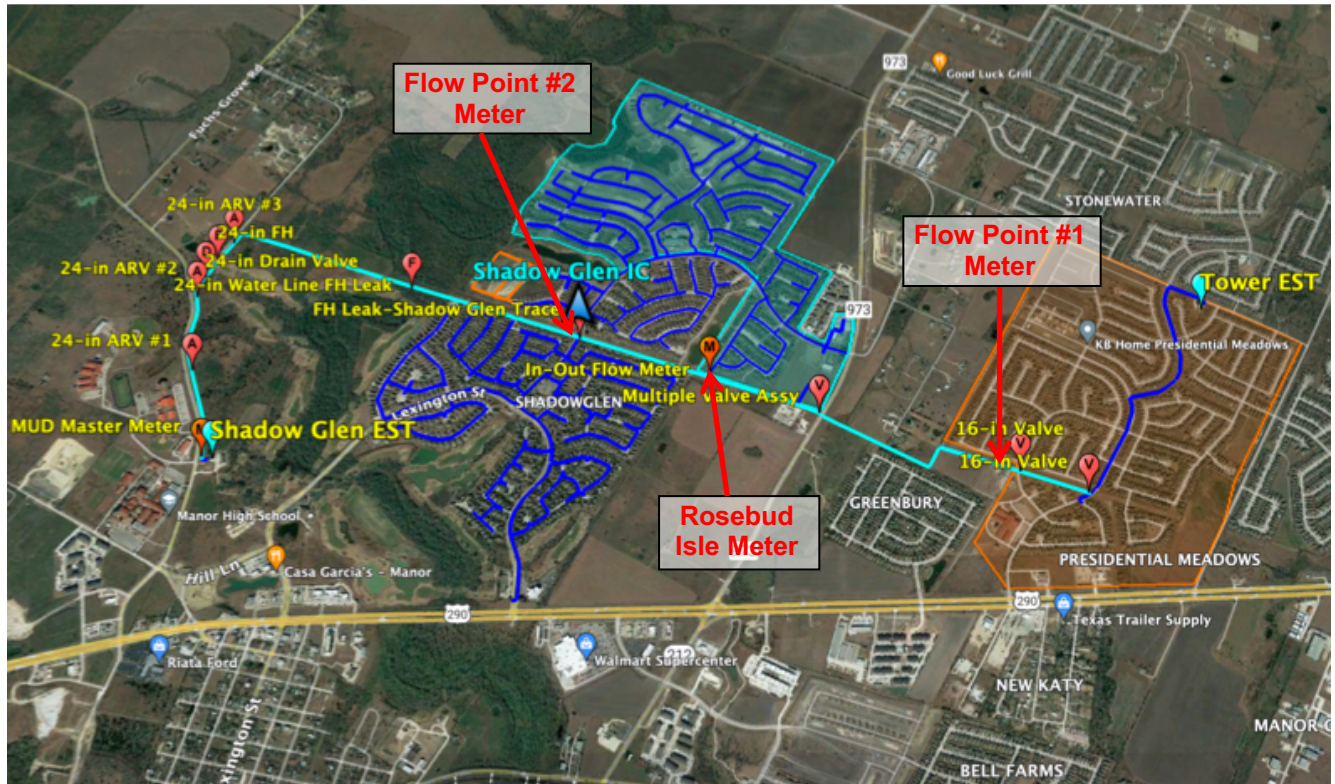 Flow Point #2
Meter
973
Good Luck Grill
Fuchs Grove Rd
STONEWATER
24-in ARV #3
24-in FH
24-in Drain Valve
24-in ARV #2
24-in Water Line FH Leak
Flow Point #1
Meter
Shadow Glen IC
Tower EST
FH Leak-Shadow Glen Trace
973
KB Home Presidential Meadows
24-in ARV #1
In-Out Flow Meter
Lexington St
SHADOWGLEN
Multiple Valve Assy
MUD Master Meter
Shadow Glen EST
16-in Valve
16-in Valve
GREENBURY
Manor High School
Rosebud
Isle Meter
PRESIDENTIAL MEADOWS
Hill Ln
Casa Garcia's - Manor
290
290
Texas Trailer Supply
Riata Ford
Walmart Supercenter
212
NEW KATY
xington St
MANOR
BELL FARMS
A
A
D
A
F
M
V
V
V